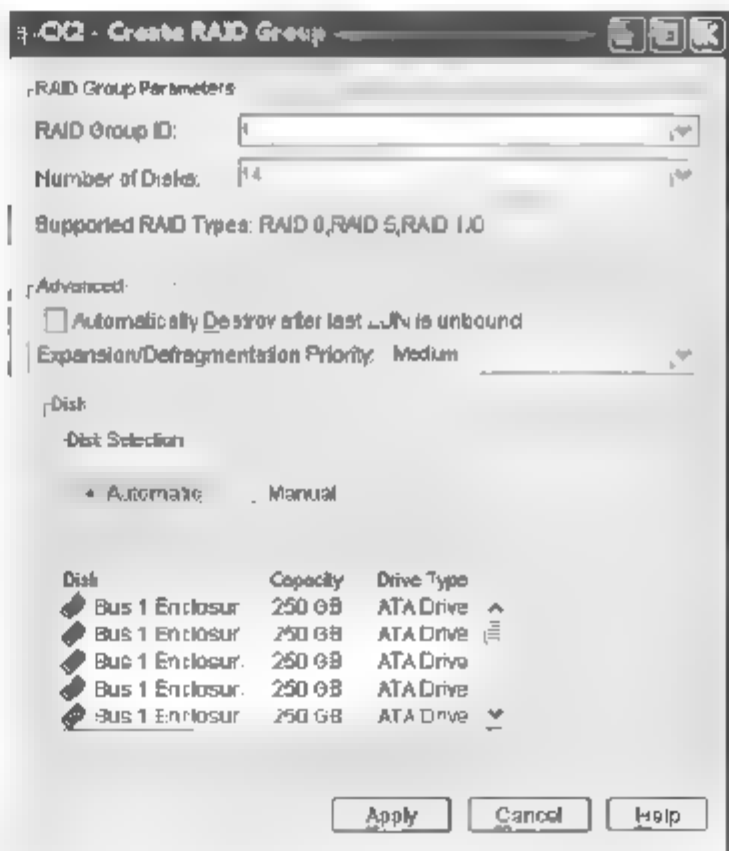 CX2 - Create RAID Group
RAID Group Parameters
RAID Group ID:
Number of Disks: 14
Supported RAID Types: RAID 0,RAID 5,RAID 1/0
Advanced
Automatically Destroy after last LUN is unbound
Expansion/Defragmentation Priority: Medium
Disk
Disk Selection
Automatic Manual
Disk Capacity Drive Type
Bus 1 Enclosur 250 GB ATA Drive
Bus 1 Enclosur 250 GB ATA Drive
Bus 1 Enclosur. 250 GB ATA Drive
Bus 1 Enclosur. 250 GB ATA Drive
Bus 1 Enclosur 250 GB ATA Drive
Apply Cancel Help